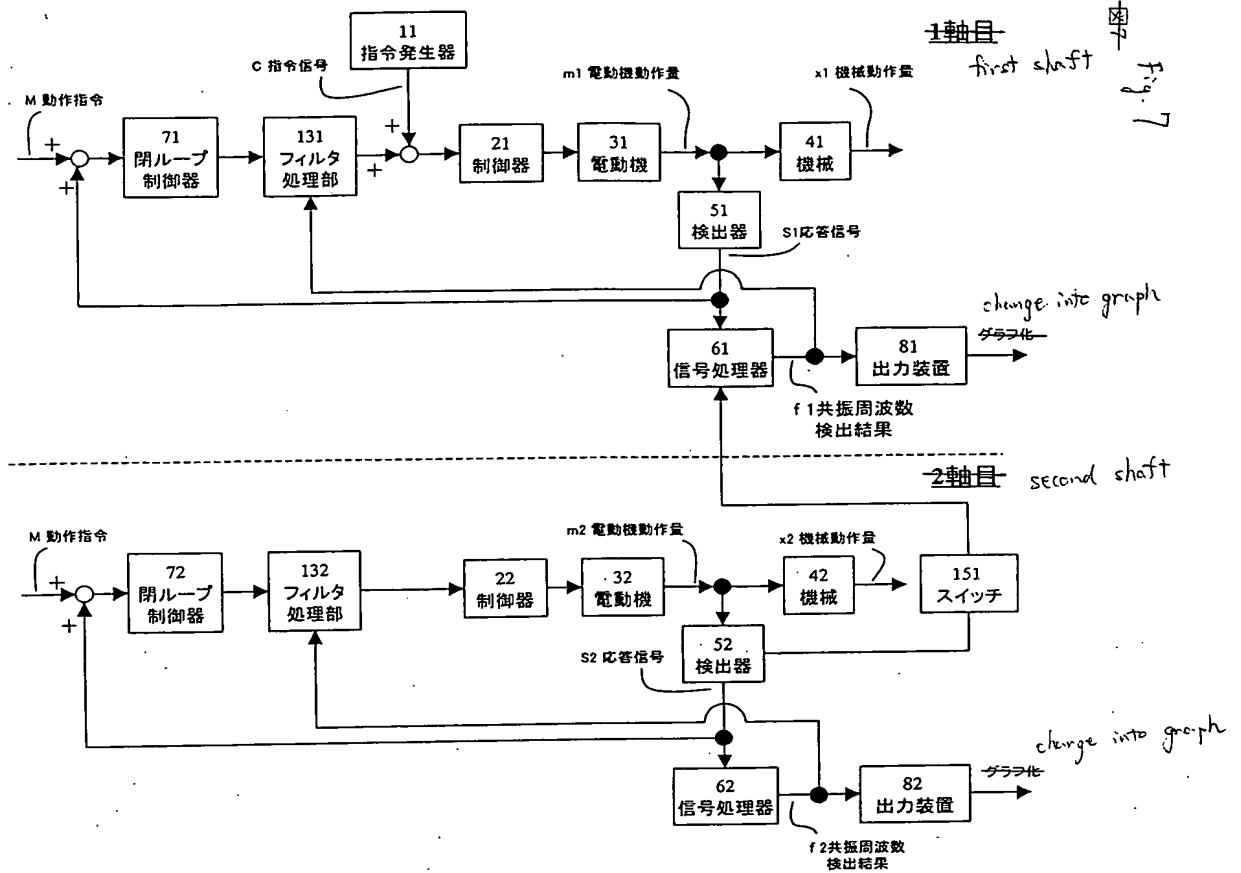 図7
Fig. 7
1軸目
first shaft
11
指令発生器
C 指令信号
m1 電動機動作量
x1 機械動作量
M 動作指令
+
+
71
閉ループ
制御器
131
フィルタ
処理部
+
+
21
制御器
31
電動機
41
機械
51
検出器
S1応答信号
change into graph
グラフ化
61
信号処理器
81
出力装置
f 1共振周波数
検出結果
2軸目
second shaft
M 動作指令
+
+
72
閉ループ
制御器
132
フィルタ
処理部
22
制御器
m2 電動機動作量
32
電動機
x2 機械動作量
42
機械
151
スイッチ
S2 応答信号
52
検出器
change into graph
グラフ化
62
信号処理器
82
出力装置
f 2共振周波数
検出結果